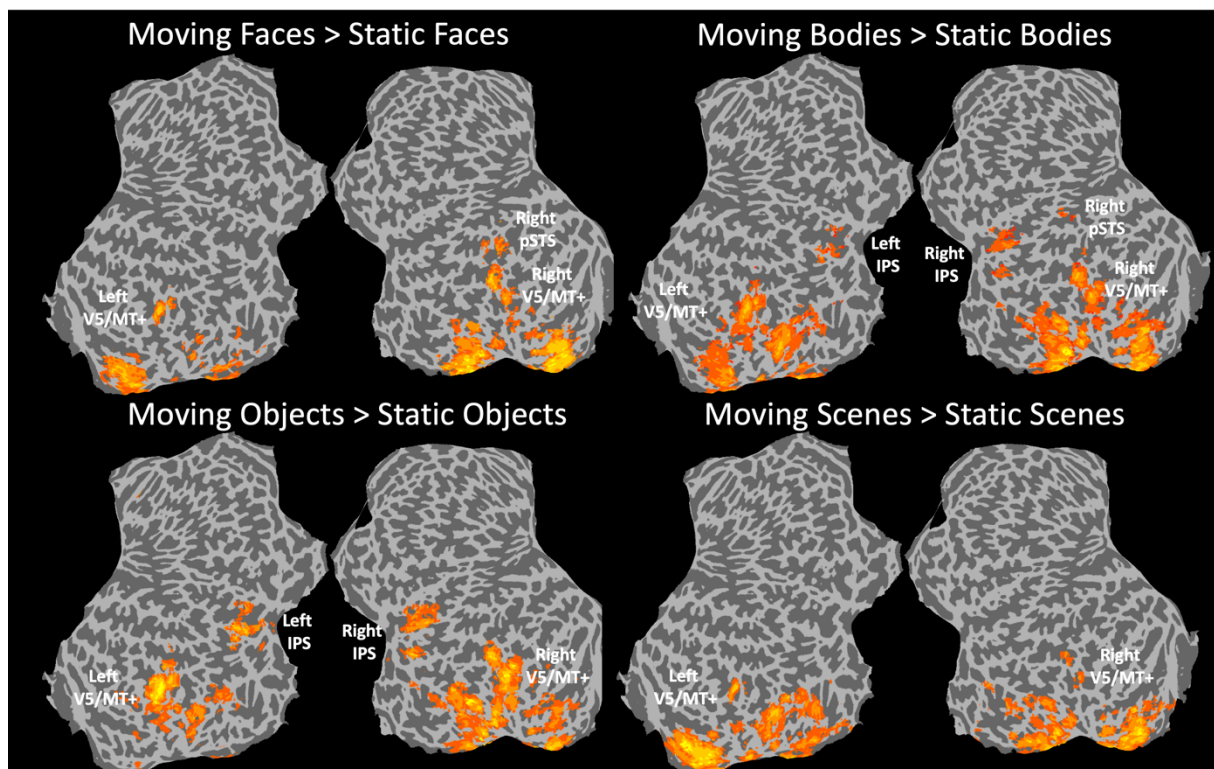 Moving Faces > Static Faces
Right
pSTS
Left
V5/MT+
Right
V5/MT+
Moving Bodies > Static Bodies
Right
pSTS
Left
IPS
Right
IPS
Left
V5/MT+
Right
V5/MT+
Moving Objects > Static Objects
Left
IPS
Right
IPS
Left
V5/MT+
Right
V5/MT+
Moving Scenes > Static Scenes
Left
V5/MT+
Right
V5/MT+